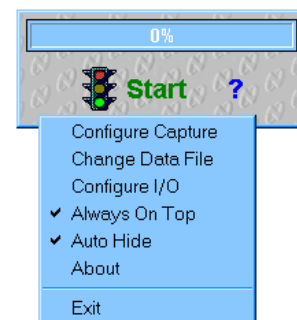 0%
Start ?
Configure Capture
Change Data File
Configure I/O
Always On Top
Auto Hide
About
Exit